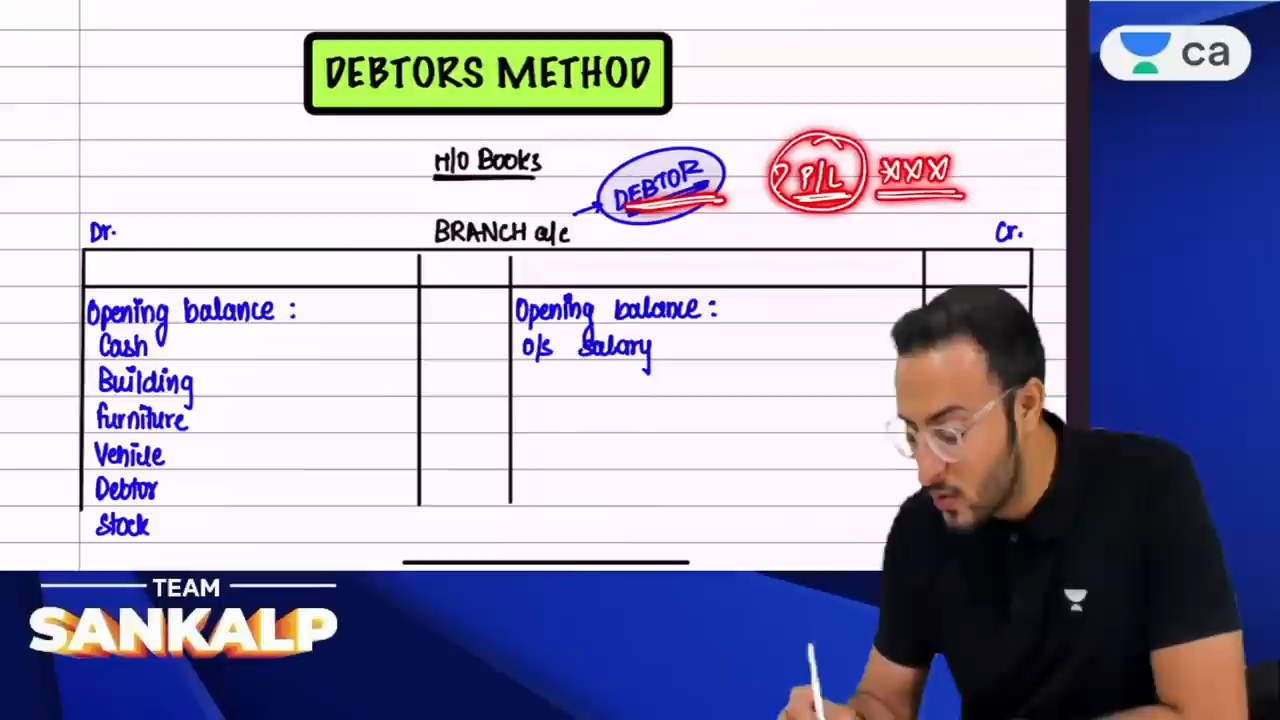 DEBTORS METHOD
ca
H/O Books
DEBTOR
P/L XXX
Dr.
BRANCH a/c
Cr.
Opening balance :
Opening balance :
Cash
O/S Salary
Building
furniture
Vehicle
Debtor
Stock
TEAM
SANKALP